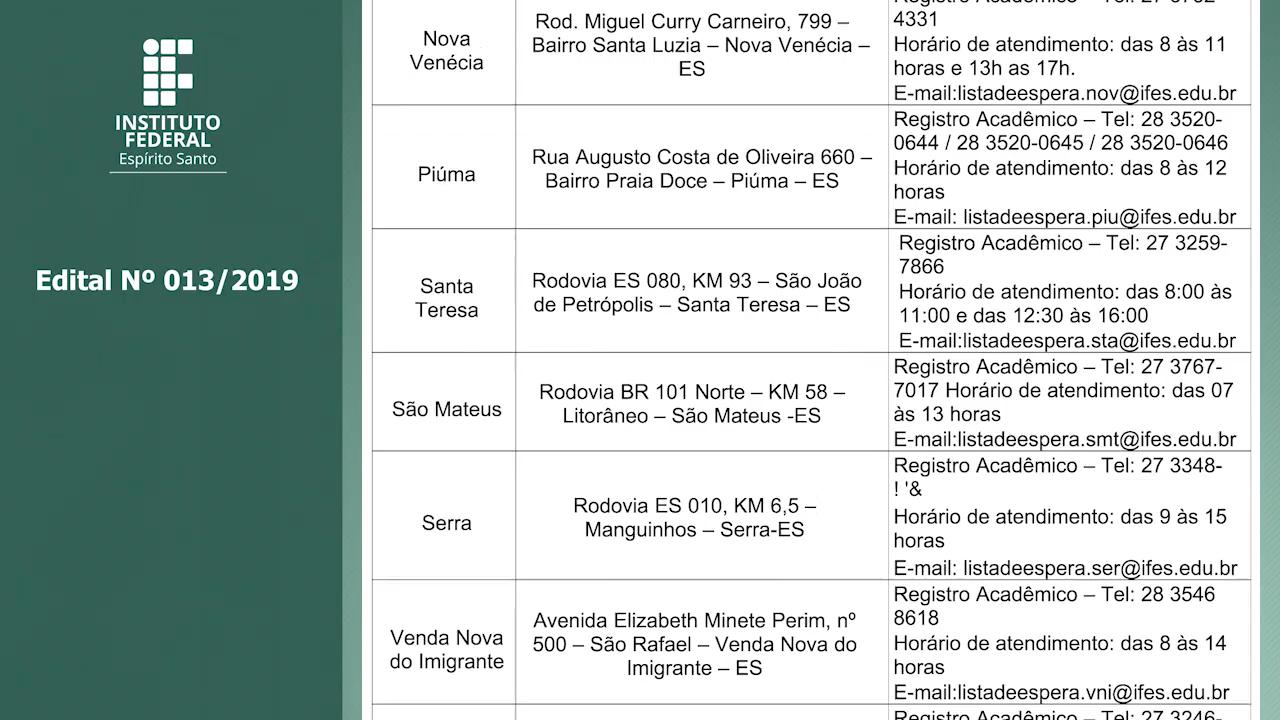 INSTITUTO
FEDERAL
Espírito Santo
Edital Nº 013/2019
Nova
Venécia
Rod. Miguel Curry Carneiro, 799 –
Bairro Santa Luzia – Nova Venécia –
ES
Registro Acadêmico – Tel: 27 3752-
4331
Horário de atendimento: das 8 às 11
horas e 13h as 17h.
E-mail:listadeespera.nov@ifes.edu.br
Piúma
Rua Augusto Costa de Oliveira 660 –
Bairro Praia Doce – Piúma – ES
Registro Acadêmico – Tel: 28 3520-
0644 / 28 3520-0645 / 28 3520-0646
Horário de atendimento: das 8 às 12
horas
E-mail: listadeespera.piu@ifes.edu.br
Santa
Teresa
Rodovia ES 080, KM 93 – São João
de Petrópolis – Santa Teresa – ES
Registro Acadêmico – Tel: 27 3259-
7866
Horário de atendimento: das 8:00 às
11:00 e das 12:30 às 16:00
E-mail:listadeespera.sta@ifes.edu.br
São Mateus
Rodovia BR 101 Norte – KM 58 –
Litorâneo – São Mateus -ES
Registro Acadêmico – Tel: 27 3767-
7017 Horário de atendimento: das 07
às 13 horas
E-mail:listadeespera.smt@ifes.edu.br
Serra
Rodovia ES 010, KM 6,5 –
Manguinhos – Serra-ES
Registro Acadêmico – Tel: 27 3348-
! '&
Horário de atendimento: das 9 às 15
horas
E-mail: listadeespera.ser@ifes.edu.br
Venda Nova
do Imigrante
Avenida Elizabeth Minete Perim, nº
500 – São Rafael – Venda Nova do
Imigrante – ES
Registro Acadêmico – Tel: 28 3546
8618
Horário de atendimento: das 8 às 14
horas
E-mail:listadeespera.vni@ifes.edu.br
Registro Acadêmico – Tel: 27 3246-